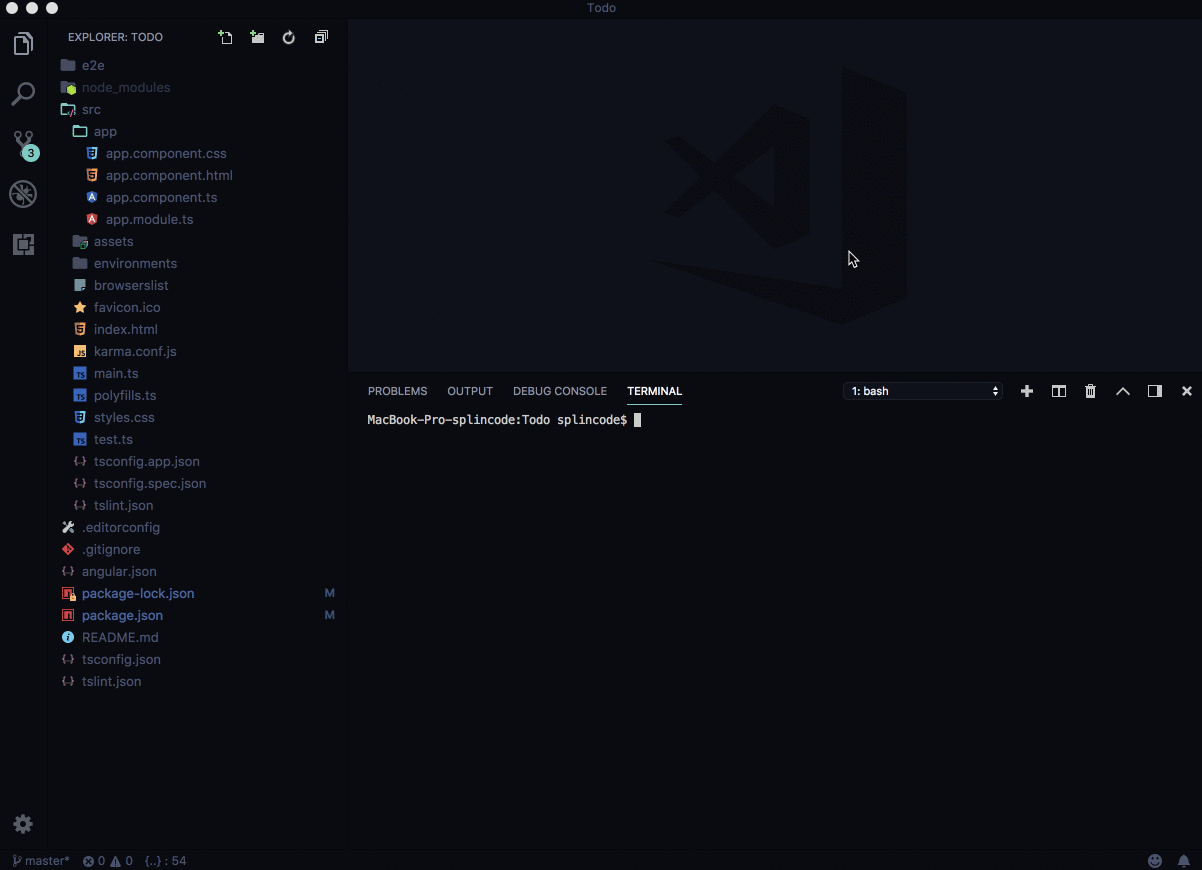 Todo
EXPLORER: TODO
e2e
node_modules
src
app
app.component.css
app.component.html
app.component.ts
app.module.ts
assets
environments
browserslist
favicon.ico
index.html
karma.conf.js
main.ts
polyfills.ts
styles.css
test.ts
tsconfig.app.json
tsconfig.spec.json
tslint.json
.editorconfig
.gitignore
angular.json
package-lock.json M
package.json M
README.md
tsconfig.json
tslint.json
3
PROBLEMS OUTPUT DEBUG CONSOLE TERMINAL 1: bash
MacBook-Pro-splincode:Todo splincode$
master* 0 0 {..} : 54